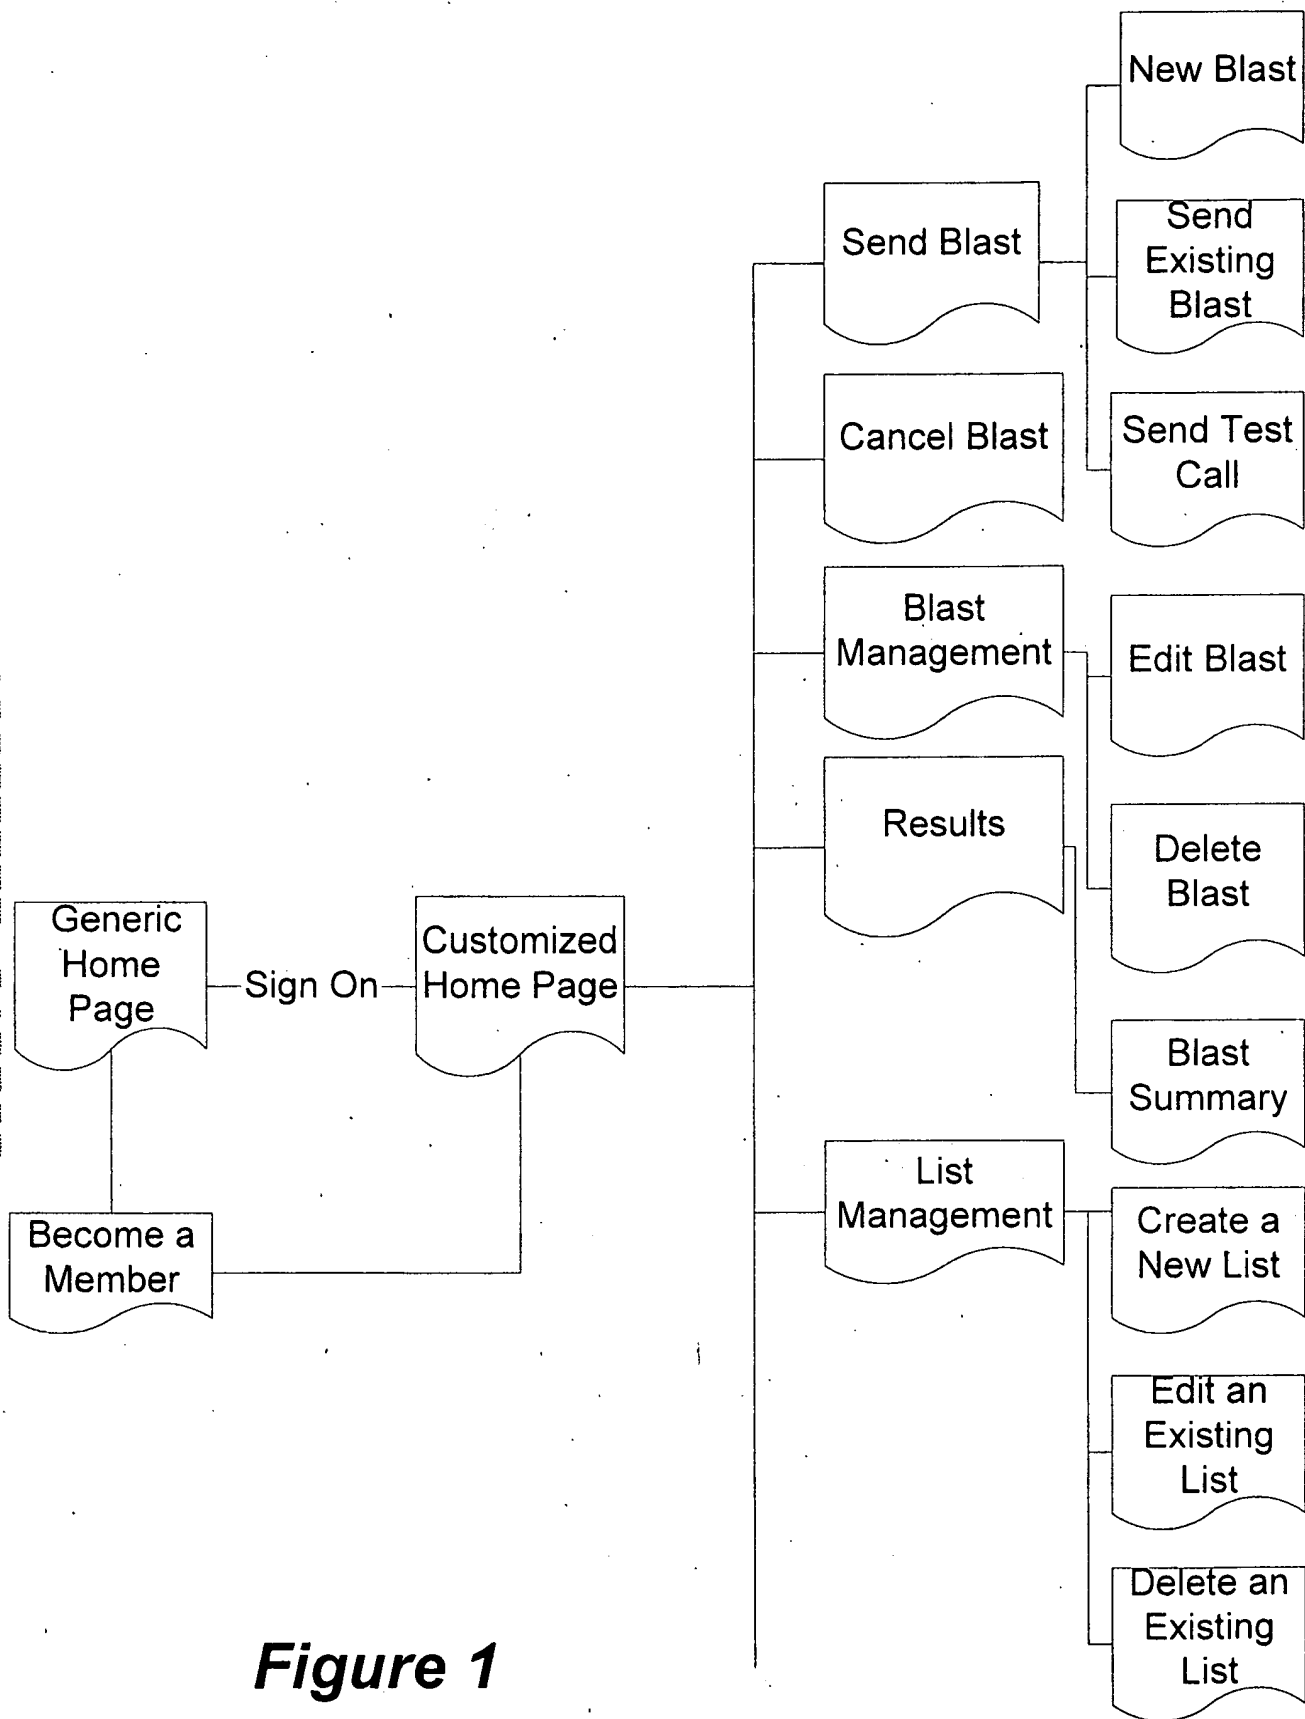 New Blast
Send Blast
Send
Existing
Blast
Cancel Blast
Send Test
Call
Blast
Management
Edit Blast
Results
Delete
Blast
Generic
Home
Page
Sign On
Customized
Home Page
Blast
Summary
List
Management
Create a
New List
Become a
Member
Edit an
Existing
List
Delete an
Existing
List
Figure 1